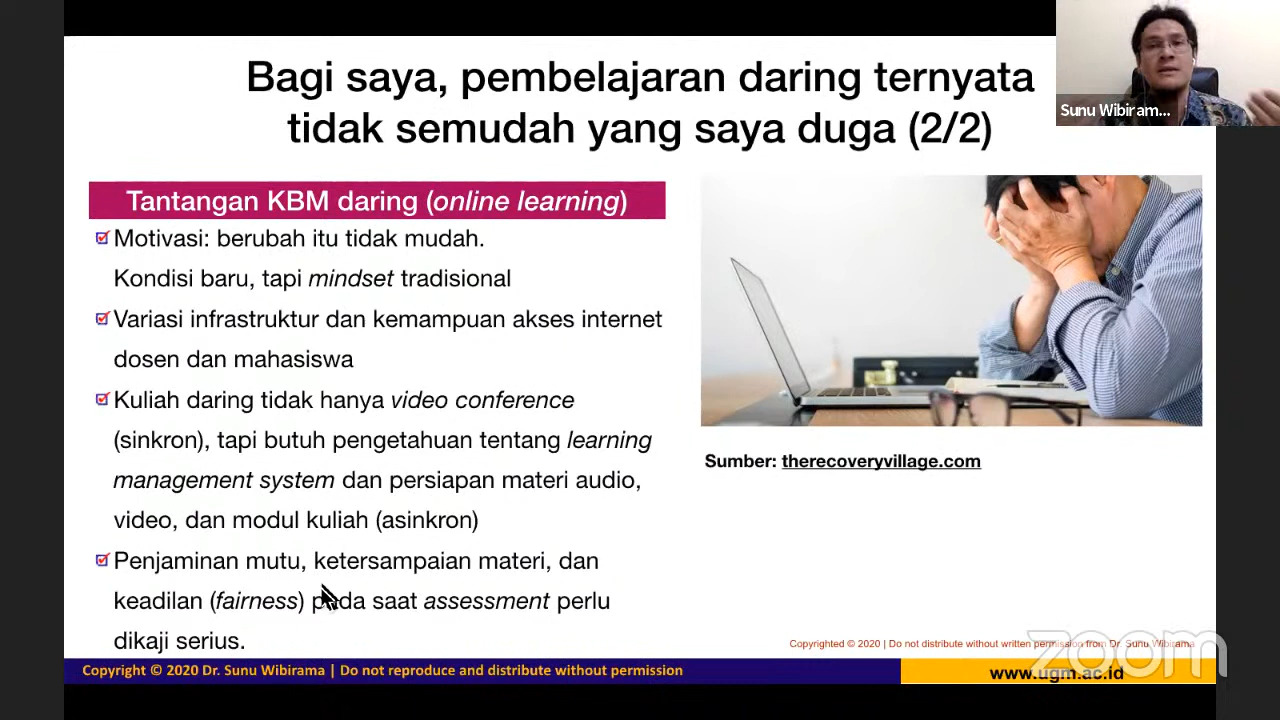 Bagi saya, pembelajaran daring ternyata
tidak semudah yang saya duga (2/2)
Sunu Wibiram...
Tantangan KBM daring (online learning)
Motivasi: berubah itu tidak mudah.
Kondisi baru, tapi mindset tradisional
Variasi infrastruktur dan kemampuan akses internet
dosen dan mahasiswa
Kuliah daring tidak hanya video conference
(sinkron), tapi butuh pengetahuan tentang learning
management system dan persiapan materi audio,
video, dan modul kuliah (asinkron)
Penjaminan mutu, ketersampaian materi, dan
keadilan (fairness) pada saat assessment perlu
dikaji serius.
Sumber: therecoveryvillage.com
Copyrighted © 2020 | Do not distribute without written permission from Dr. Sunu Wibirama
zoom
Copyright © 2020 Dr. Sunu Wibirama | Do not reproduce and distribute without permission
www.ugm.ac.id